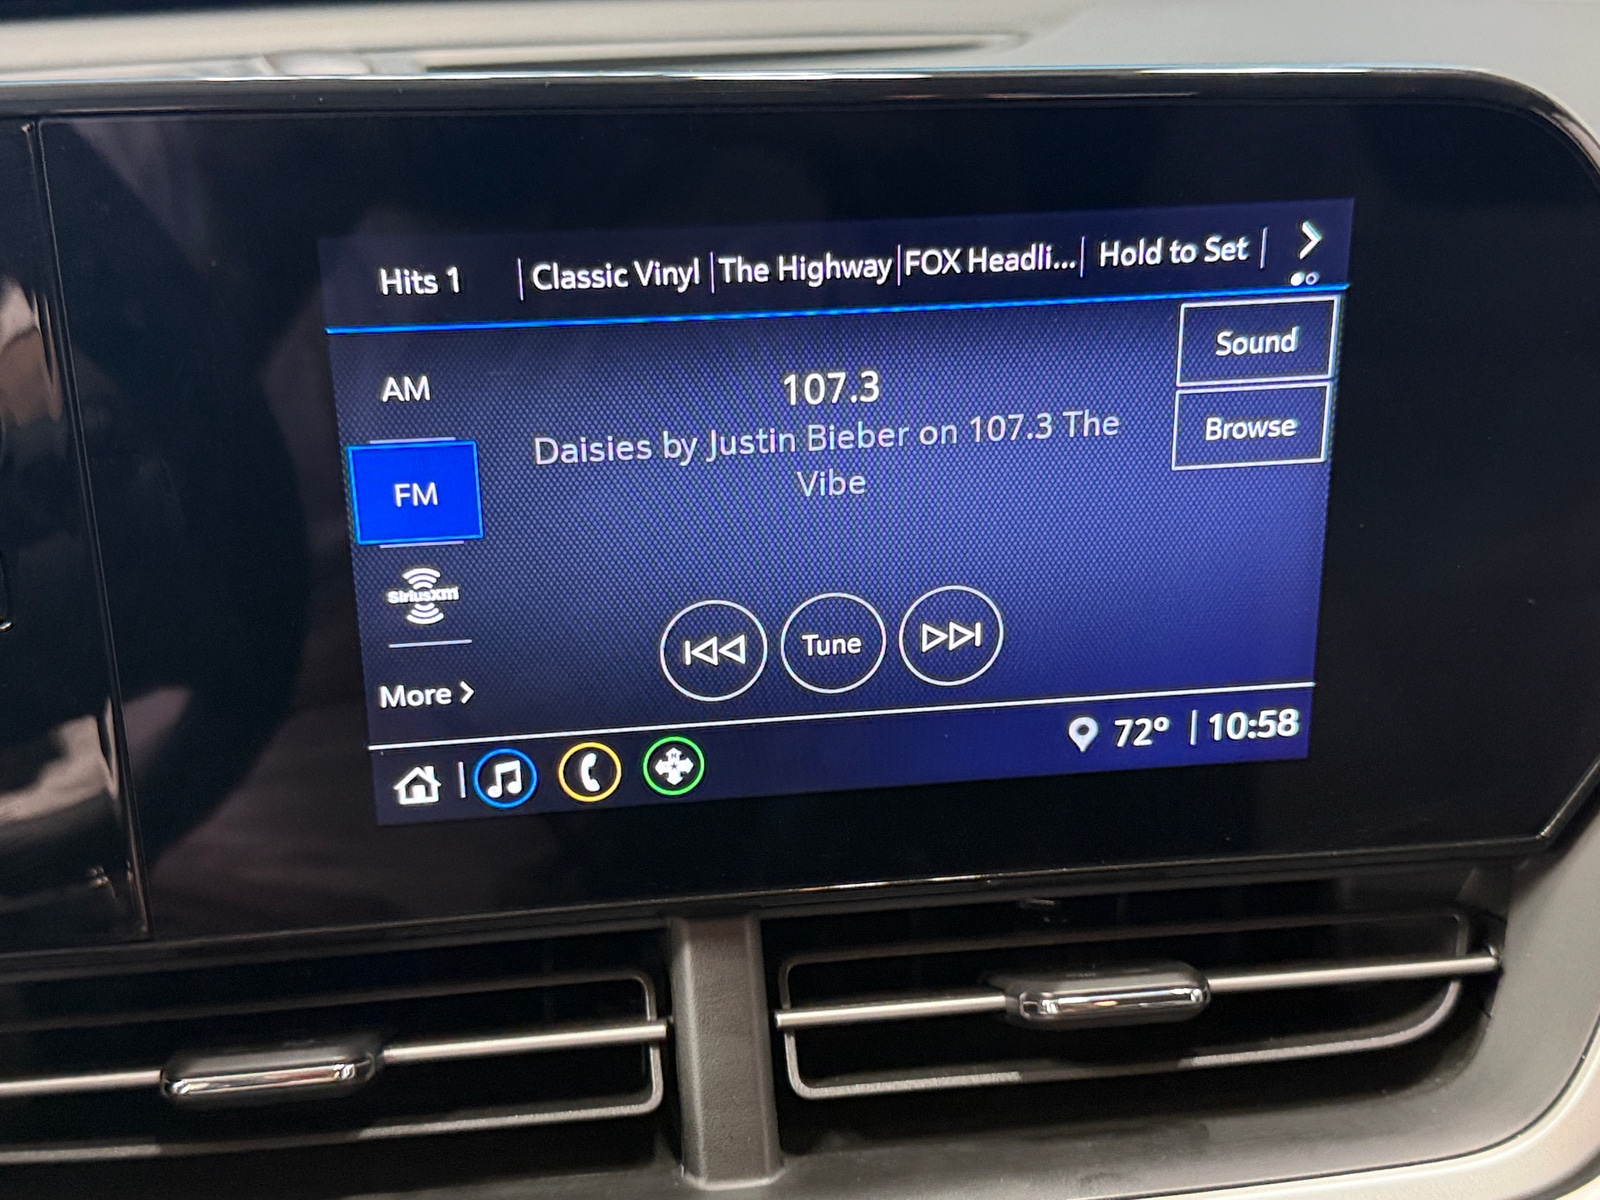 Hits 1 | Classic Vinyl | The Highway | FOX Headli... | Hold to Set |
AM
FM
SiriusXM
More >
107.3
Daisies by Justin Bieber on 107.3 The
Vibe
Sound
Browse
Tune
72° | 10:58